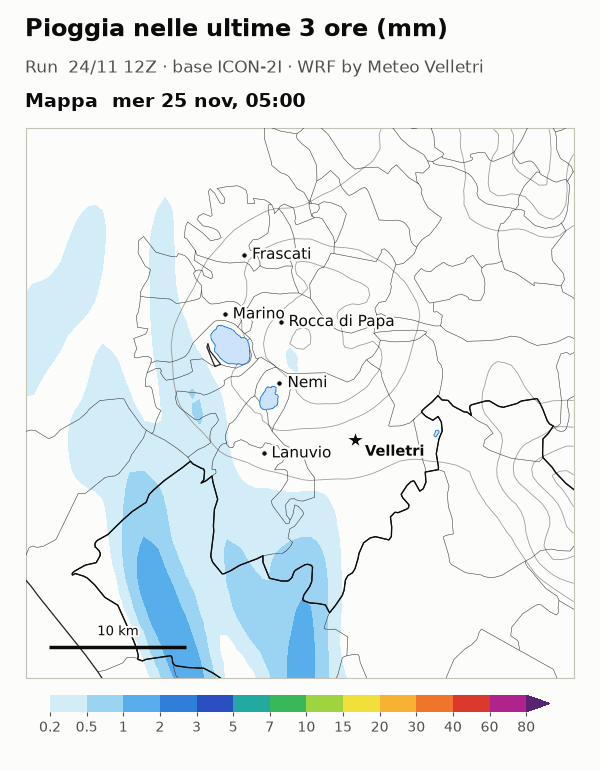 Pioggia nelle ultime 3 ore (mm)
Run  24/11 12Z · base ICON-2I · WRF by Meteo Velletri
Mappa  mer 25 nov, 05:00
Frascati
Marino
Rocca di Papa
Nemi
Velletri
Lanuvio
10 km
0.2 0.5 1 2 3 5 7 10 15 20 30 40 60 80